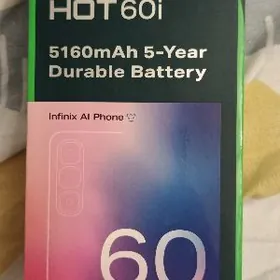 HOT 60i
5160mAh 5-Year
Durable Battery
Infinix AI Phone
60